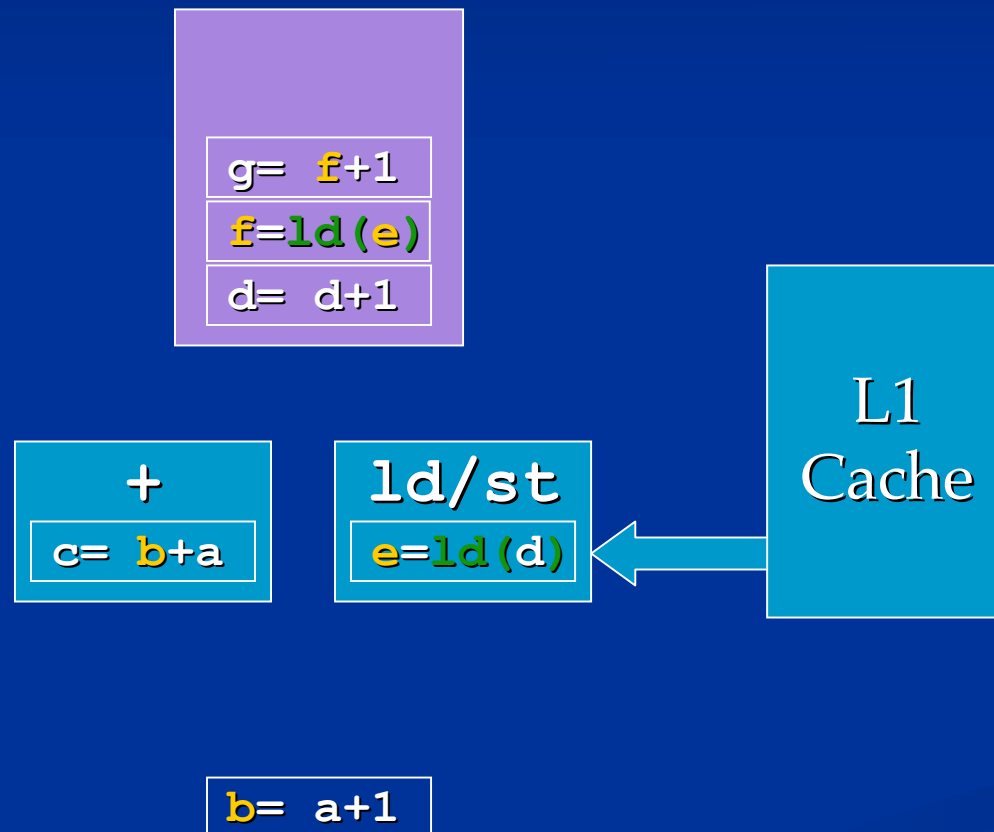 g= f+1
f=ld(e)
d= d+1
L1
Cache
+
c= b+a
ld/st
e=ld(d)
b= a+1